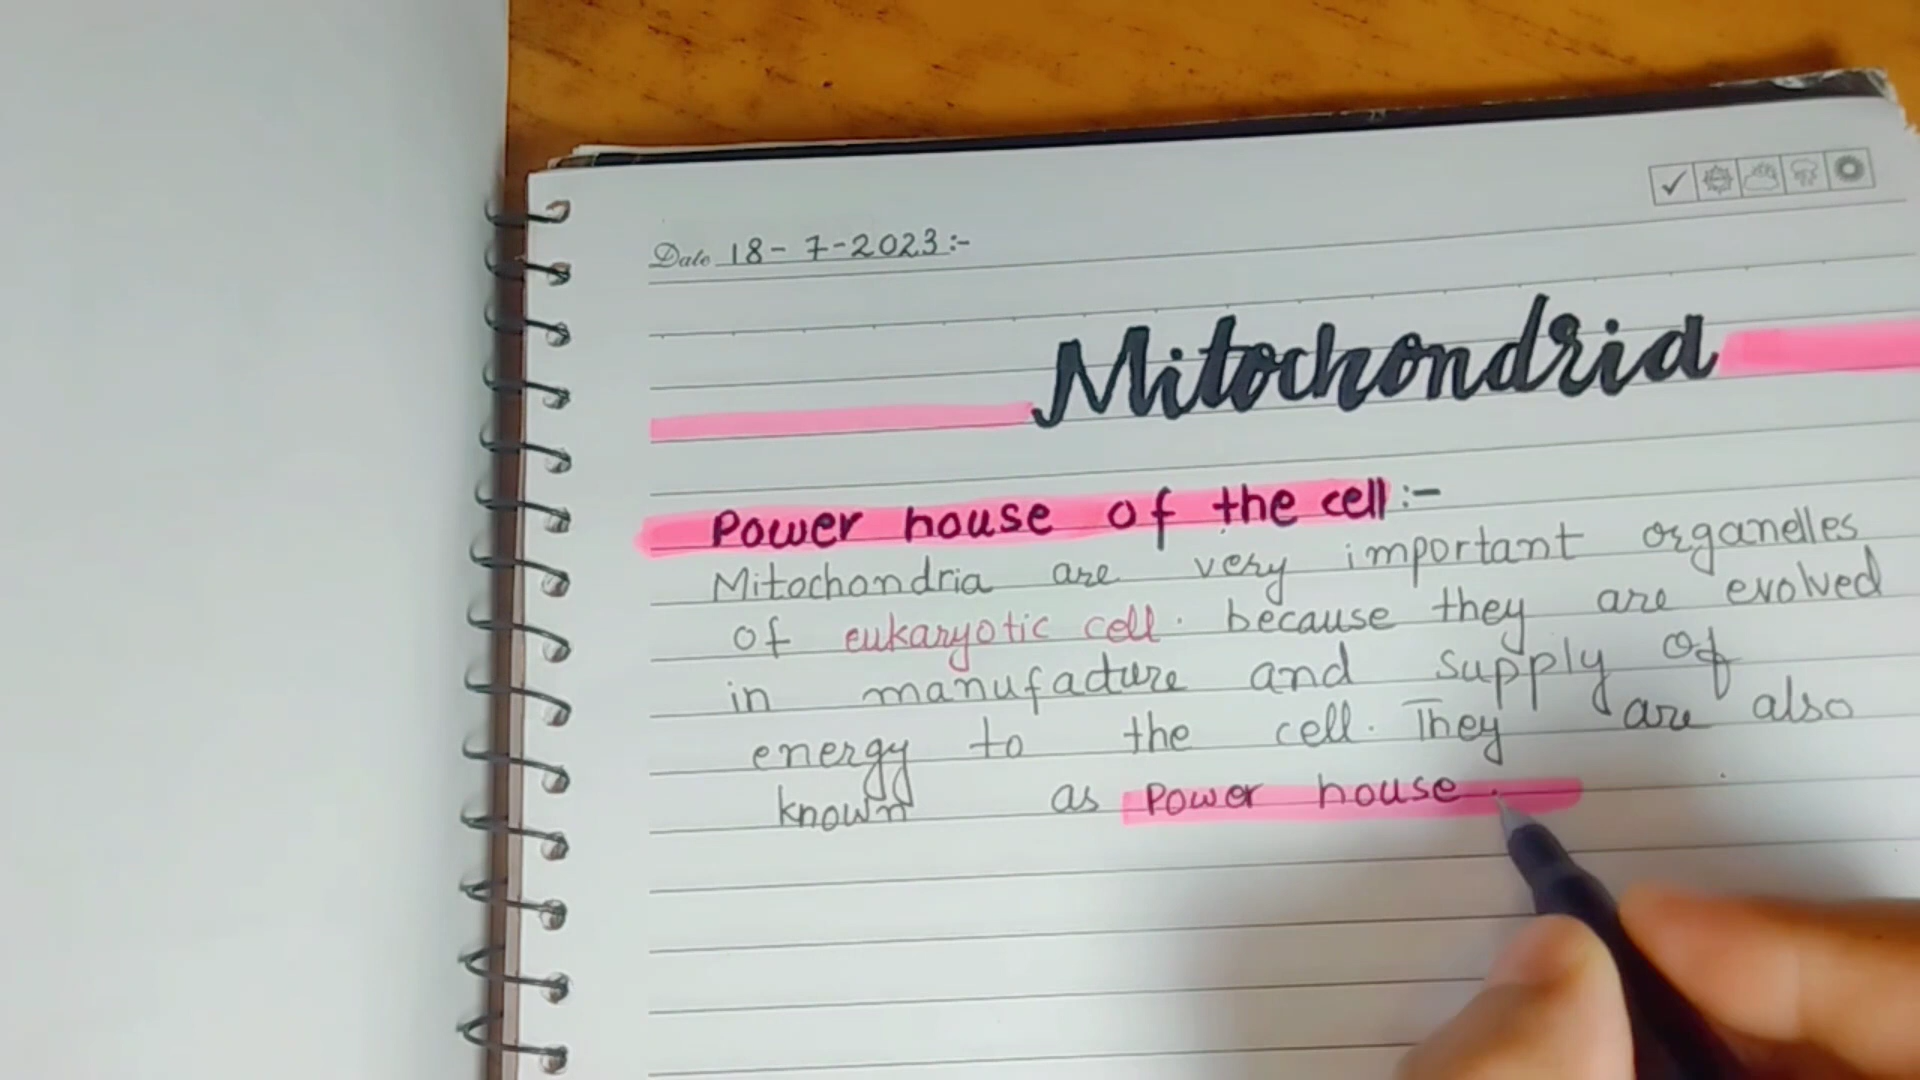 Date 18-7-2023:-
Mitochondria
Power house of the cell:-
Mitochondria are very important organelles
of eukaryotic cell. because they are evolved
in manufacture and supply of
energy to the cell. They are also
known as Power house.